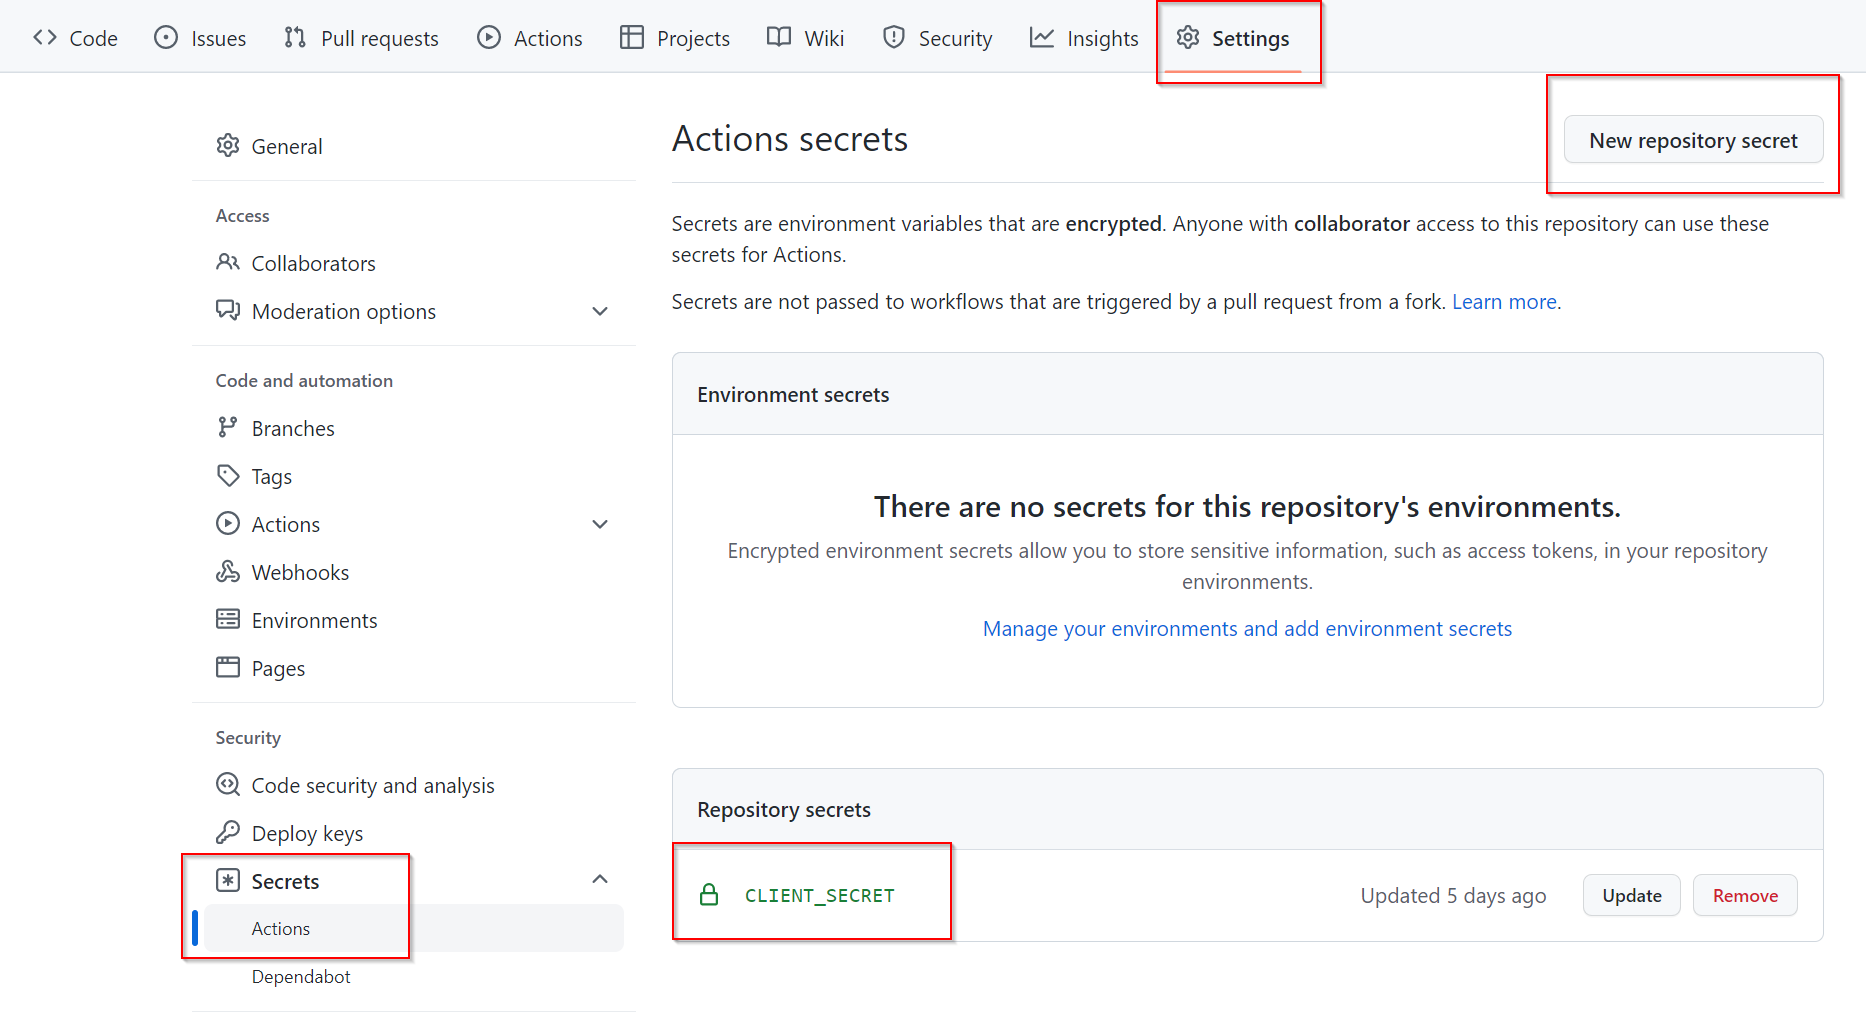 Code
Issues
Pull requests
Actions
Projects
Wiki
Security
Insights
Settings
General
Access
Collaborators
Moderation options
Code and automation
Branches
Tags
Actions
Webhooks
Environments
Pages
Security
Code security and analysis
Deploy keys
Secrets
Actions
Dependabot
Actions secrets
New repository secret
Secrets are environment variables that are encrypted. Anyone with collaborator access to this repository can use these
secrets for Actions.
Secrets are not passed to workflows that are triggered by a pull request from a fork. Learn more.
Environment secrets
There are no secrets for this repository's environments.
Encrypted environment secrets allow you to store sensitive information, such as access tokens, in your repository
environments.
Manage your environments and add environment secrets
Repository secrets
CLIENT_SECRET
Updated 5 days ago
Update
Remove